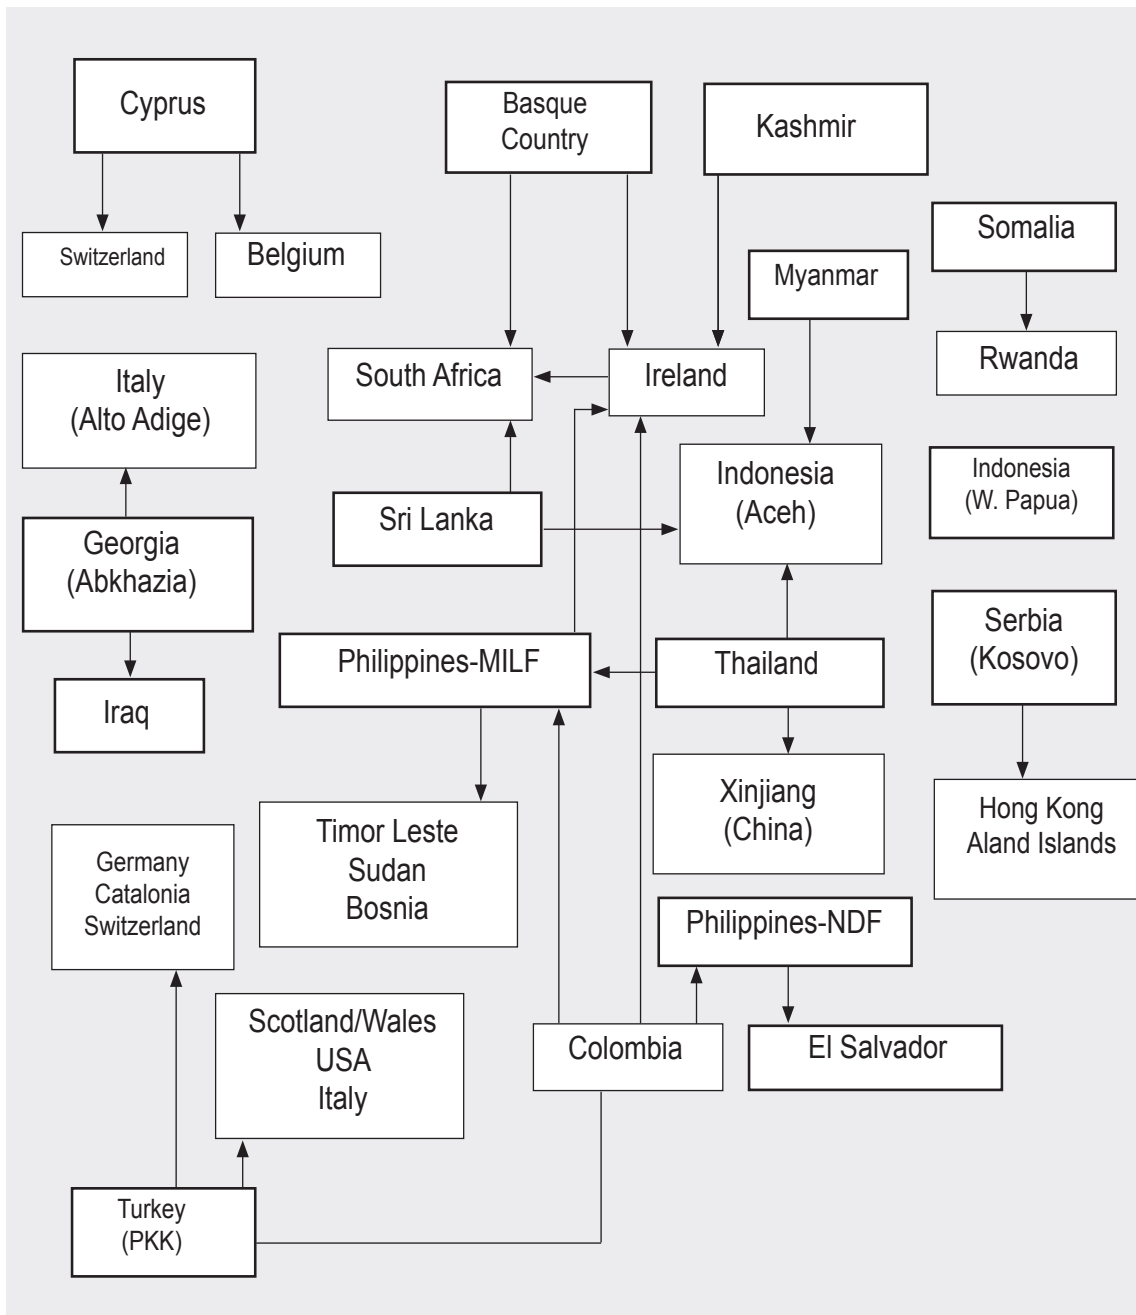 Cyprus
Basque
Country
Kashmir
Switzerland
Belgium
Somalia
Myanmar
South Africa
Ireland
Rwanda
Italy
(Alto Adige)
Indonesia
(Aceh)
Indonesia
(W. Papua)
Sri Lanka
Georgia
(Abkhazia)
Serbia
(Kosovo)
Philippines-MILF
Thailand
Iraq
Xinjiang
(China)
Hong Kong
Aland Islands
Timor Leste
Sudan
Bosnia
Germany
Catalonia
Switzerland
Philippines-NDF
Scotland/Wales
USA
Italy
Colombia
El Salvador
Turkey
(PKK)